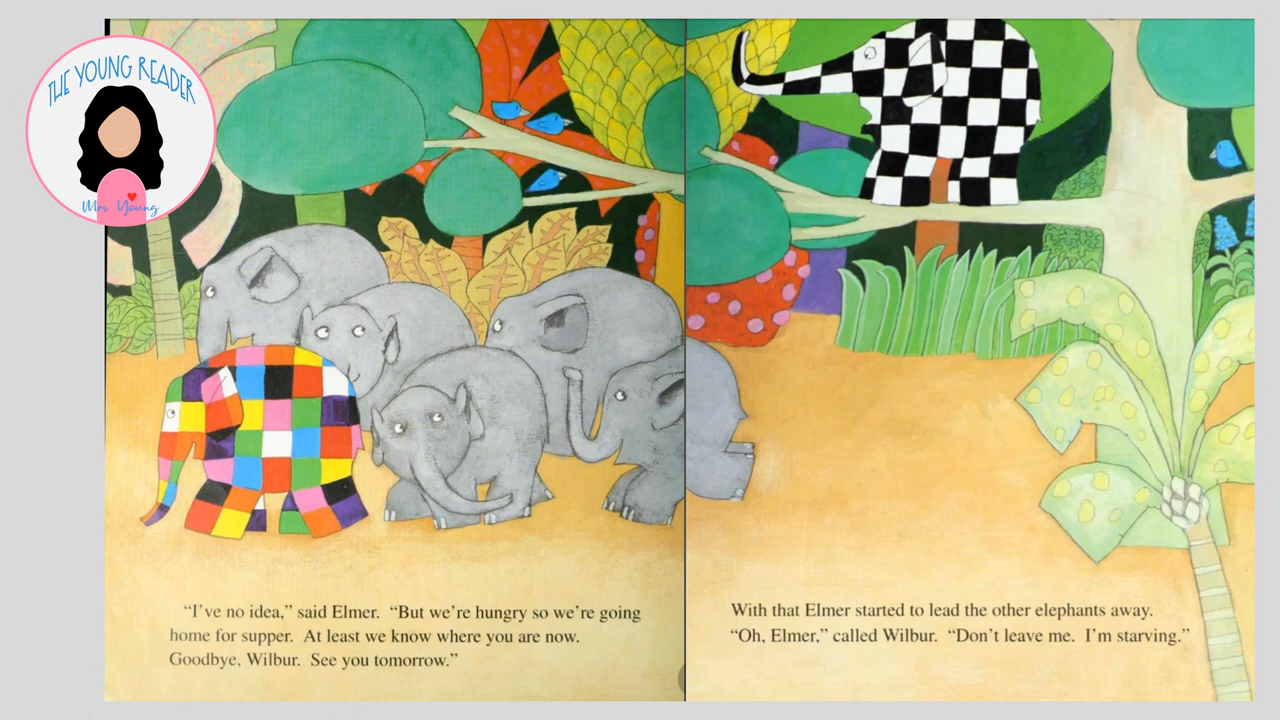 THE YOUNG READER
Mrs. Young
“I’ve no idea,” said Elmer.  “But we’re hungry so we’re going
home for supper.  At least we know where you are now.
Goodbye, Wilbur.  See you tomorrow.”
With that Elmer started to lead the other elephants away.
“Oh, Elmer,” called Wilbur.  “Don’t leave me.  I’m starving.”